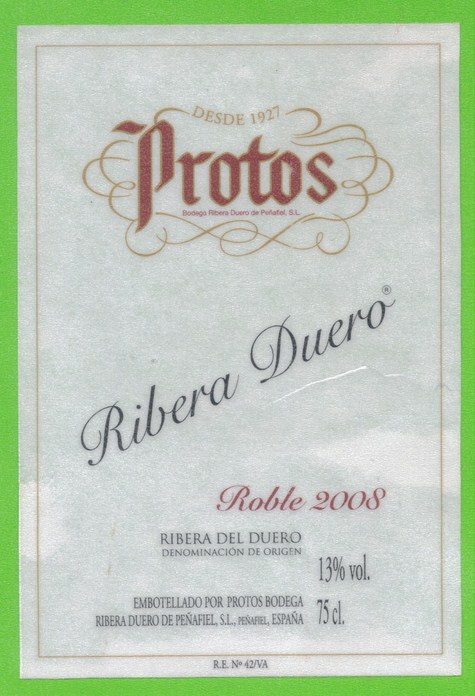 DESDE 1927
Protos
Bodega Ribera Duero de Peñafiel, S.L.
Ribera Duero®
Roble 2008
RIBERA DEL DUERO
DENOMINACIÓN DE ORIGEN
13% vol.
EMBOTELLADO POR PROTOS BODEGA
RIBERA DUERO DE PEÑAFIEL, S.L., PEÑAFIEL, ESPAÑA
75 cl.
R.E. Nº 42/VA